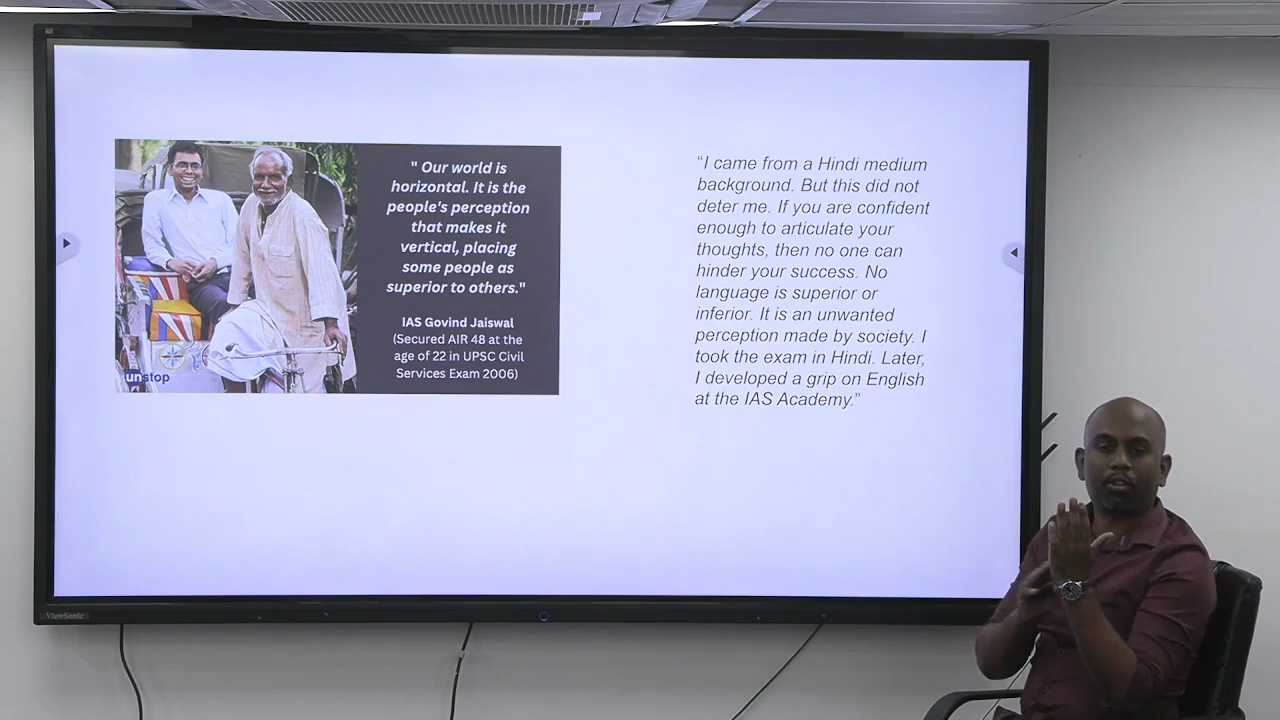 " Our world is
horizontal. It is the
people's perception
that makes it
vertical, placing
some people as
superior to others."
IAS Govind Jaiswal
(Secured AIR 48 at the
age of 22 in UPSC Civil
Services Exam 2006)
unstop
“I came from a Hindi medium
background. But this did not
deter me. If you are confident
enough to articulate your
thoughts, then no one can
hinder your success. No
language is superior or
inferior. It is an unwanted
perception made by society. I
took the exam in Hindi. Later,
I developed a grip on English
at the IAS Academy.”
ViewSonic